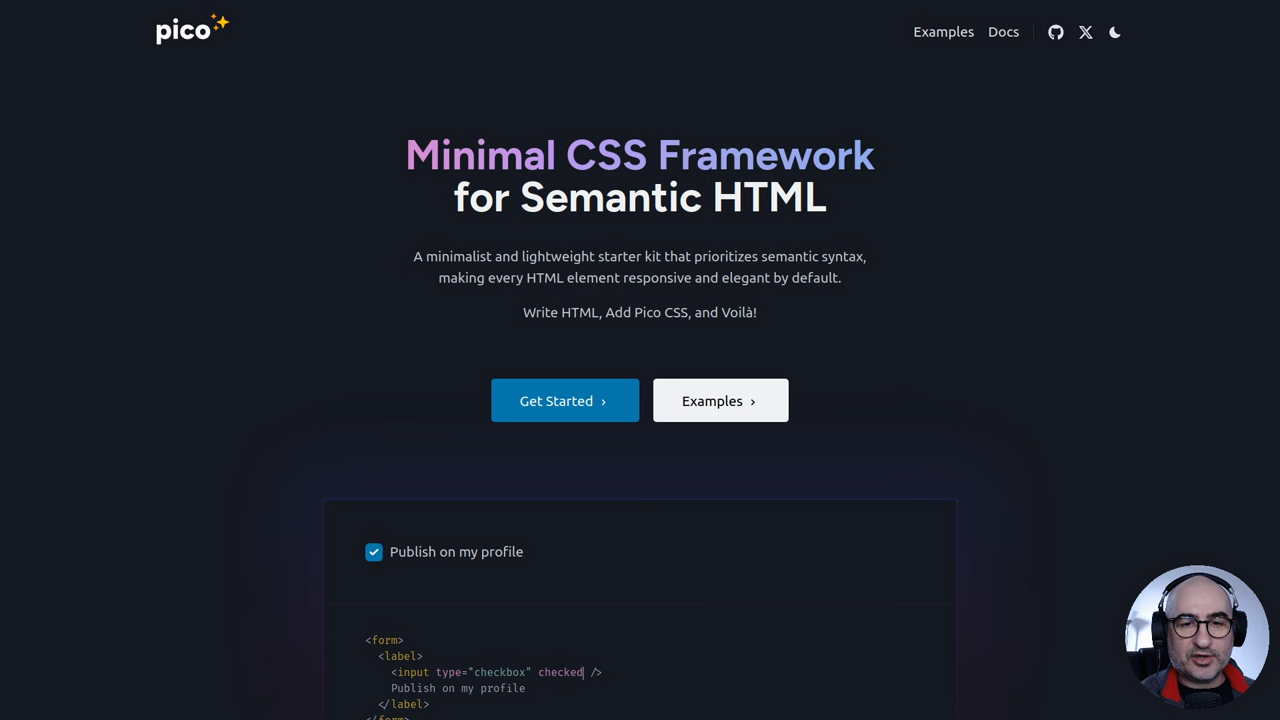 pico
Examples Docs
Minimal CSS Framework
for Semantic HTML
A minimalist and lightweight starter kit that prioritizes semantic syntax,
making every HTML element responsive and elegant by default.
Write HTML, Add Pico CSS, and Voilà!
Get Started ›
Examples ›
Publish on my profile
<form>
<label>
<input type="checkbox" checked />
Publish on my profile
</label>
</form>